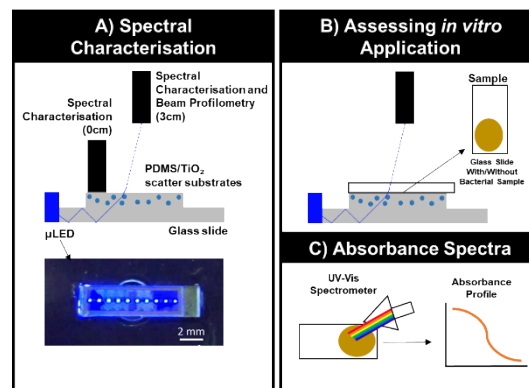 A) Spectral
Characterisation
Spectral
Characterisation and
Beam Profilometry
(3cm)
Spectral
Characterisation
(0cm)
PDMS/TiO₂
scatter substrates
µLED
Glass slide
2 mm
B) Assessing in vitro
Application
Sample
Glass Slide
With/Without
Bacterial Sample
C) Absorbance Spectra
UV-Vis
Spectrometer
Absorbance
Profile